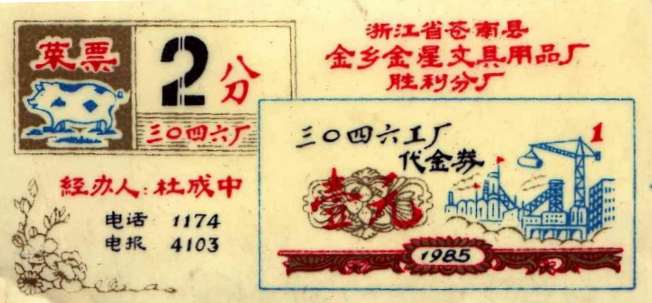 菜票
2
八分
三〇四六厂
经办人：杜成中
电话 1174
电报 4103
浙江省苍南县
金乡金星文具用品厂
胜利分厂
三〇四六工厂
代金券
1
壹元
1985